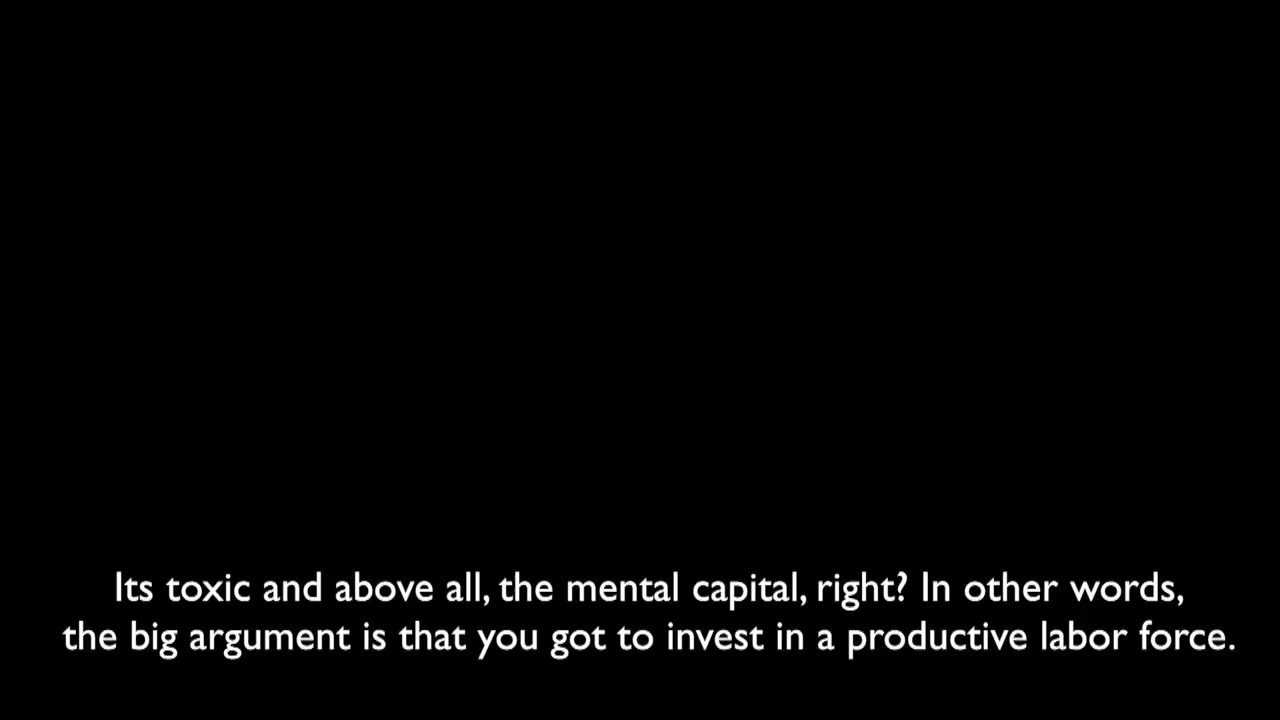 Its toxic and above all, the mental capital, right? In other words,
the big argument is that you got to invest in a productive labor force.